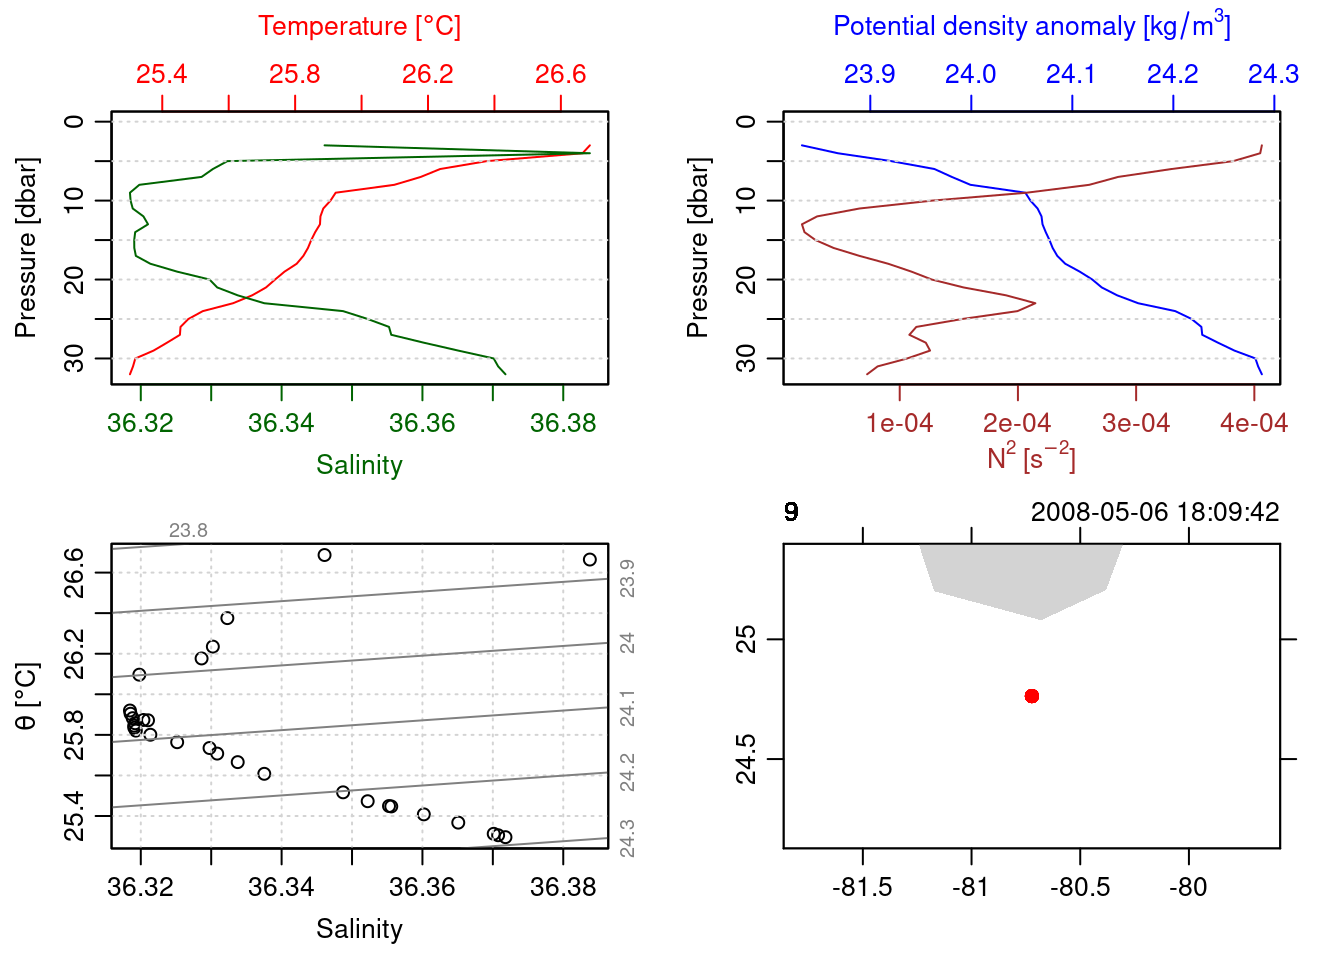 Temperature [°C]
25.4 25.8 26.2 26.6
Pressure [dbar]
0
10
20
30
36.32 36.34 36.36 36.38
Salinity
Potential density anomaly [kg/m³]
23.9 24.0 24.1 24.2 24.3
Pressure [dbar]
0
10
20
30
1e-04 2e-04 3e-04 4e-04
N² [s⁻²]
θ [°C]
26.6
26.2
25.8
25.4
23.8
23.9
24
24.1
24.2
24.3
36.32 36.34 36.36 36.38
Salinity
2008-05-06 18:09:42
25
24.5
-81.5 -81 -80.5 -80